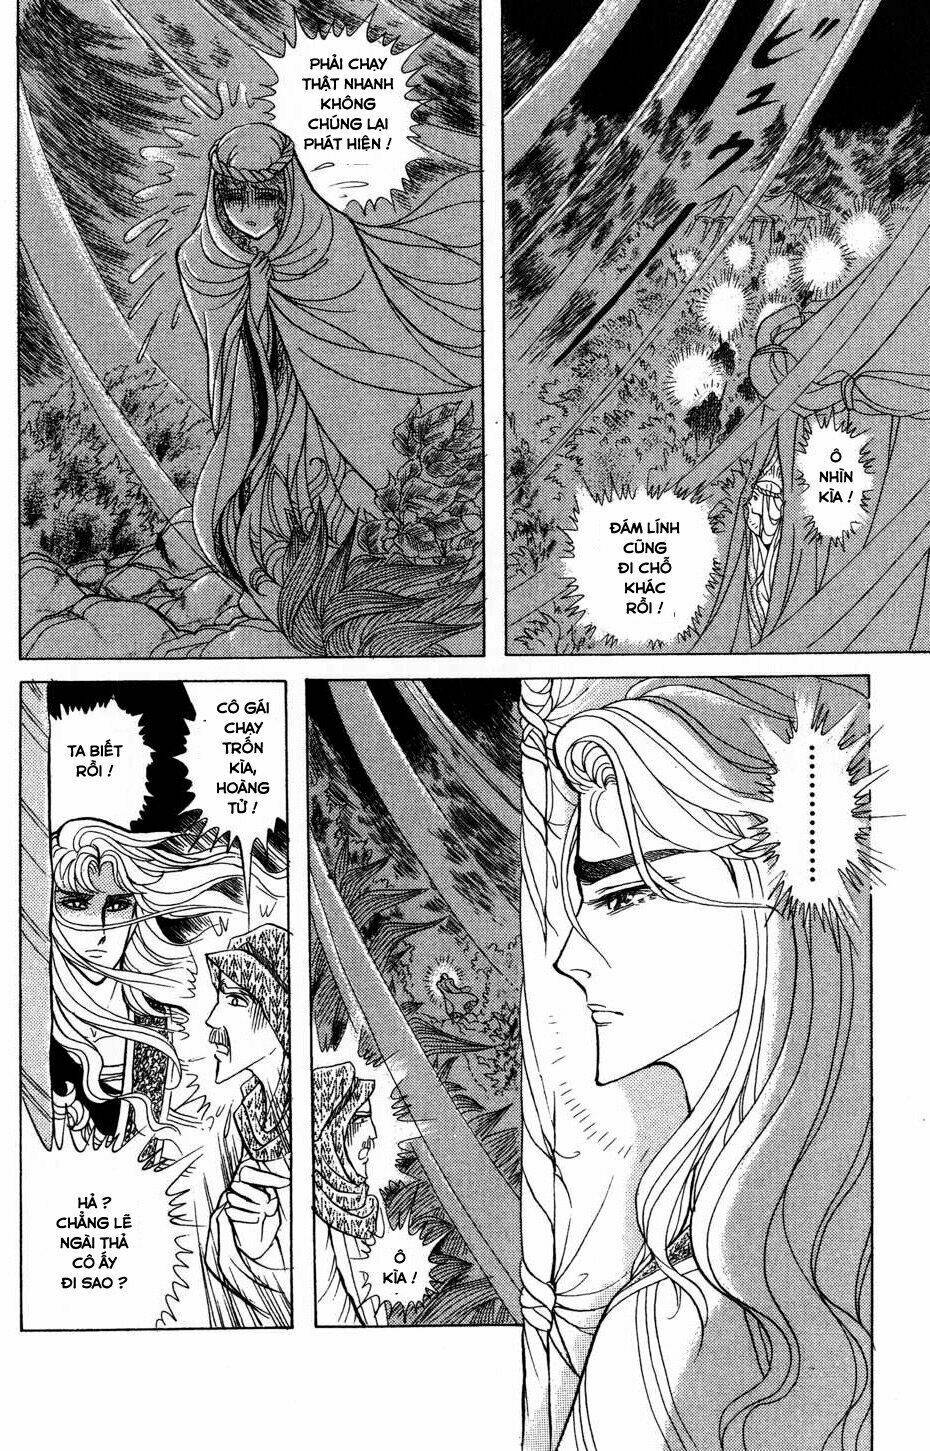 ビュウ
Ô
NHÌN
KÌA !
ĐÁM LÍNH
CŨNG
ĐI CHỖ
KHÁC
RỒI !
PHẢI CHẠY
THẬT NHANH
KHÔNG
CHÚNG LẠI
PHÁT HIỆN !
............
Ô
KÌA !
CÔ GÁI
CHẠY
TRỐN
KÌA,
HOÀNG
TỬ !
TA BIẾT
RỒI !
HẢ ?
CHẲNG LẼ
NGÀI THẢ
CÔ ẤY
ĐI SAO ?